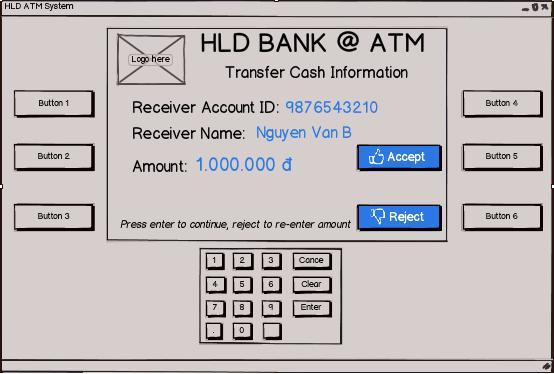 HLD ATM System
Logo here
HLD BANK @ ATM
Transfer Cash Information
Button 1
Receiver Account ID: 9876543210
Button 4
Receiver Name: Nguyen Van B
Button 2
Amount: 1.000.000 đ
Accept
Button 5
Button 3
Press enter to continue, reject to re-enter amount
Reject
Button 6
1 2 3 Cance
4 5 6 Clear
7 8 9 Enter
. 0